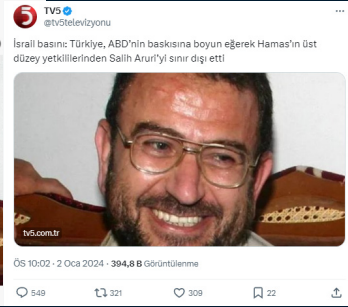 TV5
@tv5televizyonu
İsrail basını: Türkiye, ABD'nin baskısına boyun eğerek Hamas'ın üst
düzey yetkililerinden Salih Aruri'yi sınır dışı etti
tv5.com.tr
ÖS 10:02 · 2 Oca 2024 · 394,8 B Görüntülenme
549 321 309 22